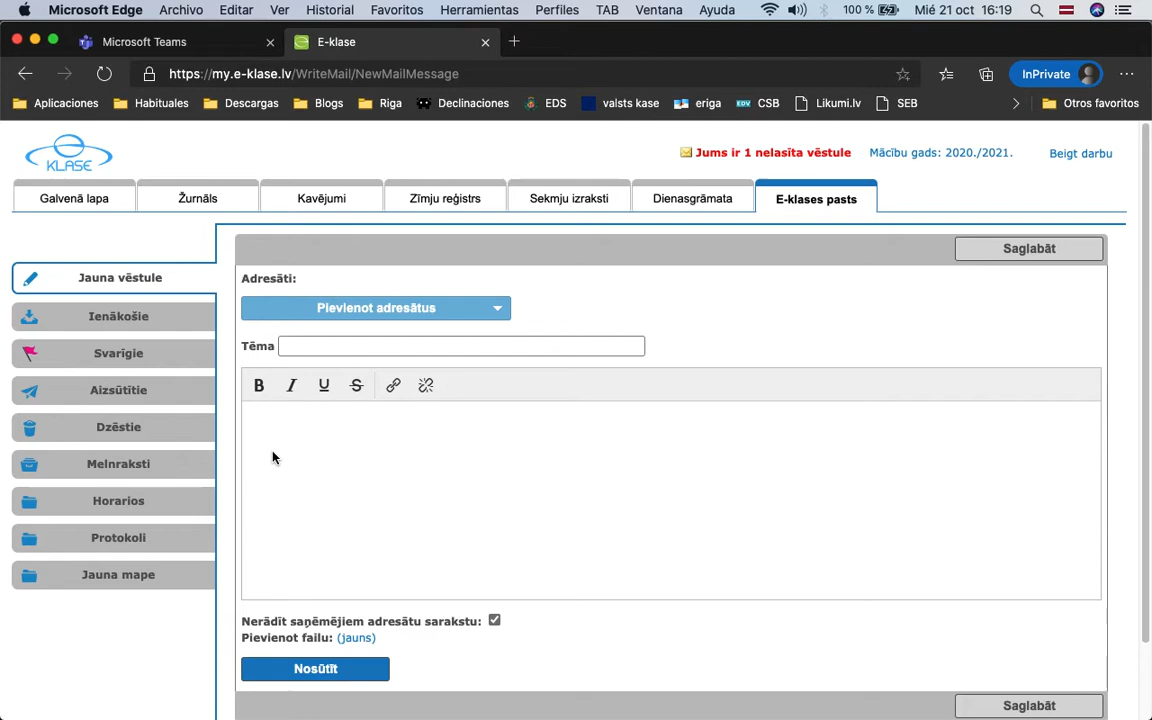 Microsoft Edge Archivo Editar Ver Historial Favoritos Herramientas Perfiles TAB Ventana Ayuda 100 % Mié 21 oct 16:19
Microsoft Teams E-klase
https://my.e-klase.lv/WriteMail/NewMailMessage InPrivate
Aplicaciones Habituales Descargas Blogs Riga Declinaciones EDS valsts kase eriga CSB Likumi.lv SEB Otros favoritos
KLASE
Jums ir 1 nelasīta vēstule Mācību gads: 2020./2021. Beigt darbu
Galvenā lapa Žurnāls Kavējumi Zīmju reģistrs Sekmju izraksti Dienasgrāmata E-klases pasts
Saglabāt
Jauna vēstule
Ienākošie
Svarīgie
Aizsūtītie
Dzēstie
Melnraksti
Horarios
Protokoli
Jauna mape
Adresāti:
Pievienot adresātus
Tēma
B I U S
Nerādīt saņēmējiem adresātu sarakstu:
Pievienot failu: (jauns)
Nosūtīt
Saglabāt